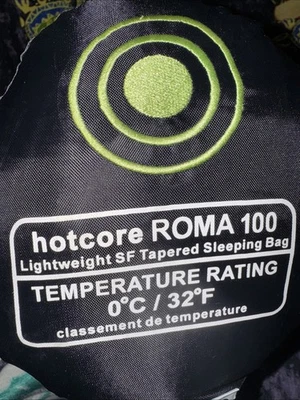 hotcore ROMA 100
Lightweight SF Tapered Sleeping Bag
TEMPERATURE RATING
0°C / 32°F
classement de temperature